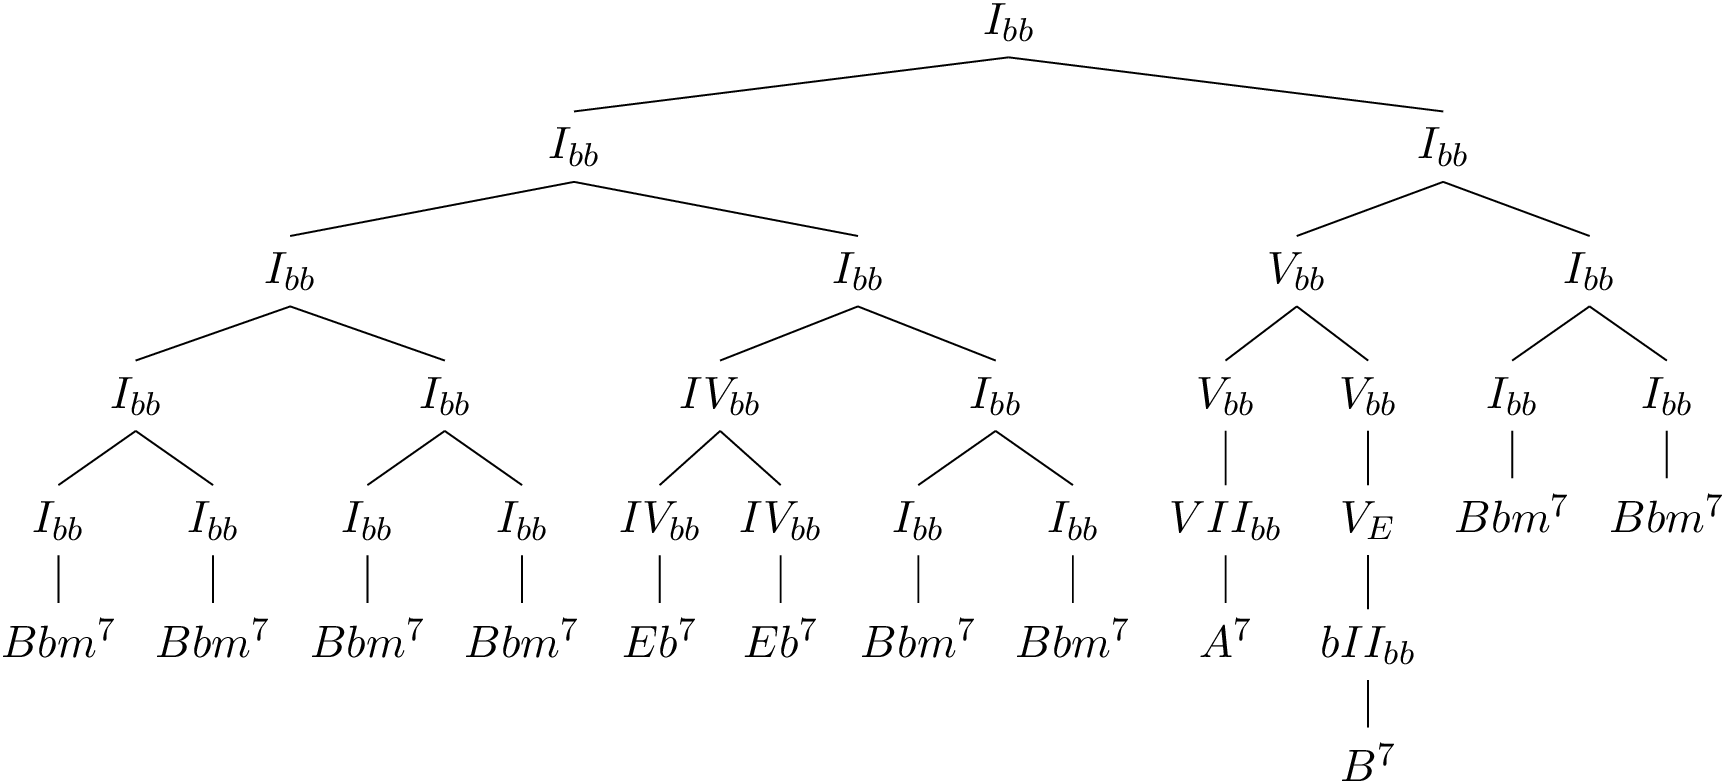 I_{bb}
I_{bb} I_{bb}
I_{bb} I_{bb} V_{bb} I_{bb}
I_{bb} I_{bb} IV_{bb} I_{bb} V_{bb} V_{bb} I_{bb} I_{bb}
I_{bb} I_{bb} I_{bb} I_{bb} IV_{bb} IV_{bb} I_{bb} I_{bb} VII_{bb} V_E Bbm^7 Bbm^7
Bbm^7 Bbm^7 Bbm^7 Bbm^7 Eb^7 Eb^7 Bbm^7 Bbm^7 A^7 bII_{bb}
B^7